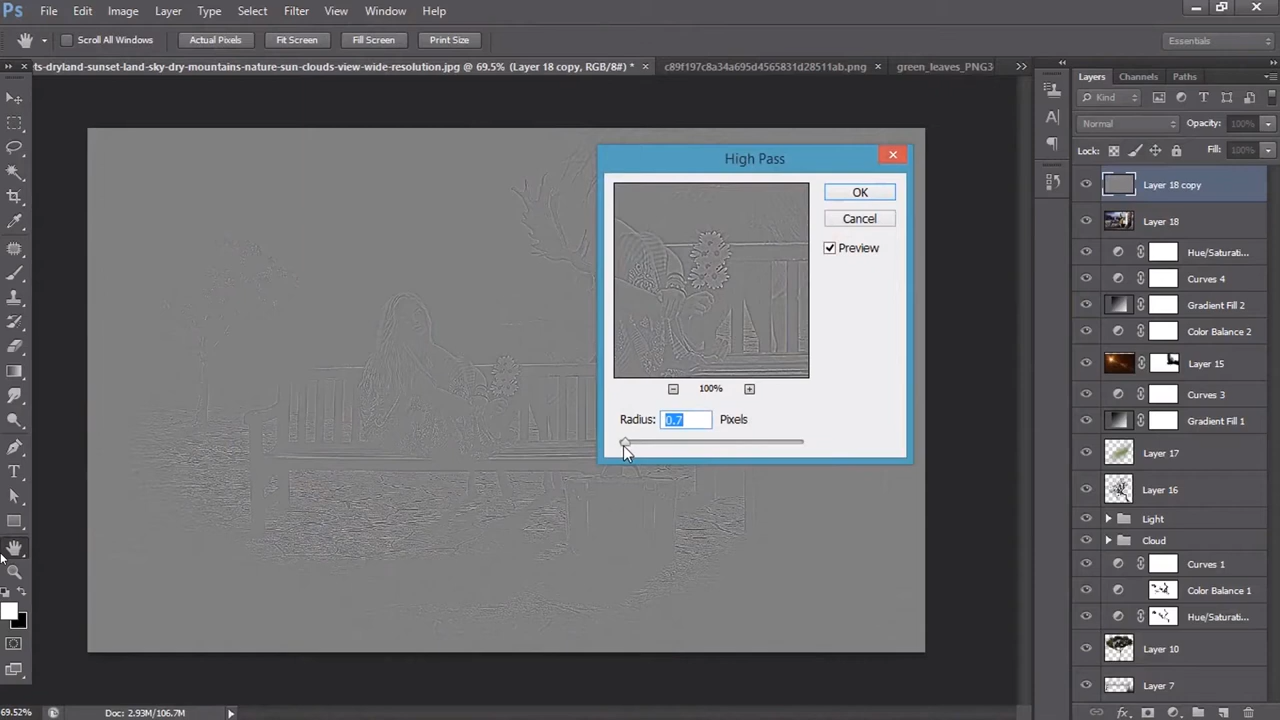 Ps File Edit Image Layer Type Select Filter View Window Help
Scroll All Windows Actual Pixels Fit Screen Fill Screen Print Size Essentials
ts-dryland-sunset-land-sky-dry-mountains-nature-sun-clouds-view-wide-resolution.jpg @ 69.5% (Layer 18 copy, RGB/8#) * × c89f197c8a34a695d4565831d28511ab.png × green_leaves_PNG3 »
Layers Channels Paths
Kind
Normal Opacity: 100%
Lock: Fill: 100%
High Pass
OK
Cancel
Preview
100%
Radius: 0.7 Pixels
Layer 18 copy
Layer 18
Hue/Saturati...
Curves 4
Gradient Fill 2
Color Balance 2
Layer 15
Curves 3
Gradient Fill 1
Layer 17
Layer 16
Light
Cloud
Curves 1
Color Balance 1
Hue/Saturati...
Layer 10
Layer 7
69.52% Doc: 2.93M/106.7M